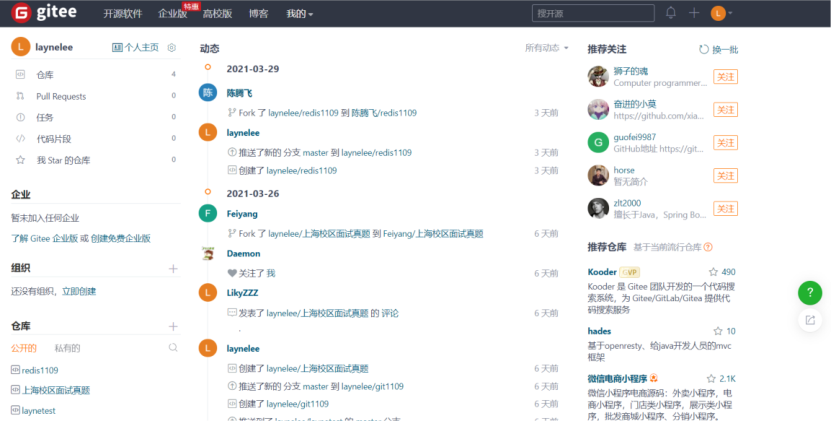 gitee 开源软件 企业版 特惠 高校版 博客 我的 搜开源 L
L laynelee 个人主页
仓库 4
Pull Requests 0
任务 0
代码片段 0
我 Star 的仓库 0
企业
暂未加入任何企业
了解 Gitee 企业版 或 创建免费企业版
组织
还没有组织，立即创建
仓库
公开的 私有的
redis1109
上海校区面试真题
laynetest
动态 所有动态
2021-03-29
陈 陈腾飞
Fork 了 laynelee/redis1109 到 陈腾飞/redis1109 3 天前
L laynelee
推送了新的 分支 master 到 laynelee/redis1109 3 天前
创建了 laynelee/redis1109 3 天前
2021-03-26
F Feiyang
Fork 了 laynelee/上海校区面试真题 到 Feiyang/上海校区面试真题 6 天前
Daemon
关注了 我 6 天前
L LikyZZZ
发表了 laynelee/上海校区面试真题 的 评论 6 天前
.
L laynelee
创建了 laynelee/上海校区面试真题 6 天前
推送了新的 分支 master 到 laynelee/git1109 6 天前
创建了 laynelee/git1109 6 天前
推荐关注 换一批
狮子的魂 关注
Computer programmer...
奋进的小莫 关注
https://github.com/xia...
G guofei9987 关注
GitHub地址 https://git...
horse 关注
暂无简介
zlt2000 关注
擅长于Java，Spring Bo...
推荐仓库 基于当前流行仓库
Kooder GVP 490
Kooder 是 Gitee 团队开发的一个代码搜
索系统，为 Gitee/GitLab/Gitea 提供代
码搜索服务
hades 10
基于openresty、给java开发人员的mvc
框架
微信电商小程序 2.1K
微信小程序电商源码：外卖小程序，电
商小程序，门店类小程序，展示类小程
序，批发商城小程序、分销小程序。
?